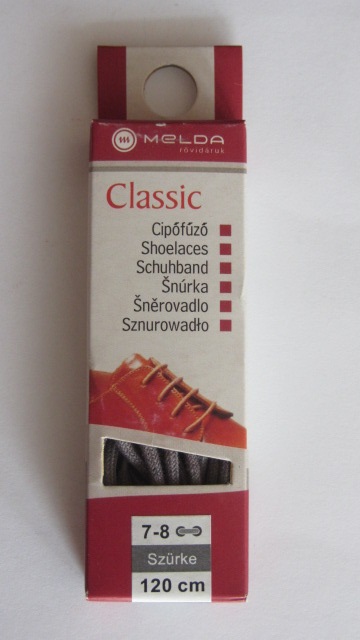 MELDA
rövidáruk
Classic
Cipőfűző
Shoelaces
Schuhband
Šnúrka
Šněrovadlo
Sznurowadło
7-8
Szürke
120 cm